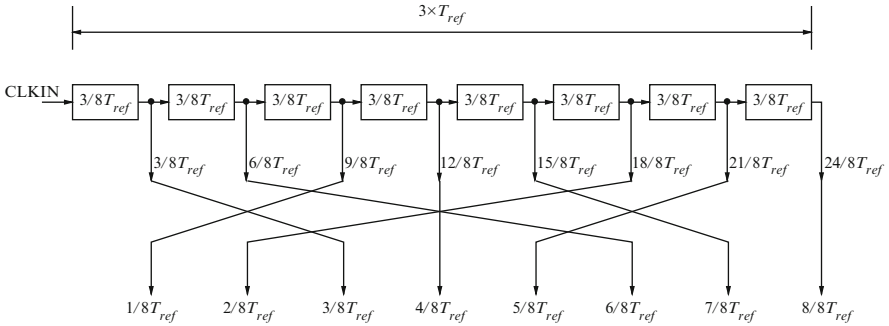 3×T_ref
CLKIN
3/8T_ref 3/8T_ref 3/8T_ref 3/8T_ref 3/8T_ref 3/8T_ref 3/8T_ref 3/8T_ref
3/8T_ref 6/8T_ref 9/8T_ref 12/8T_ref 15/8T_ref 18/8T_ref 21/8T_ref 24/8T_ref
1/8T_ref 2/8T_ref 3/8T_ref 4/8T_ref 5/8T_ref 6/8T_ref 7/8T_ref 8/8T_ref